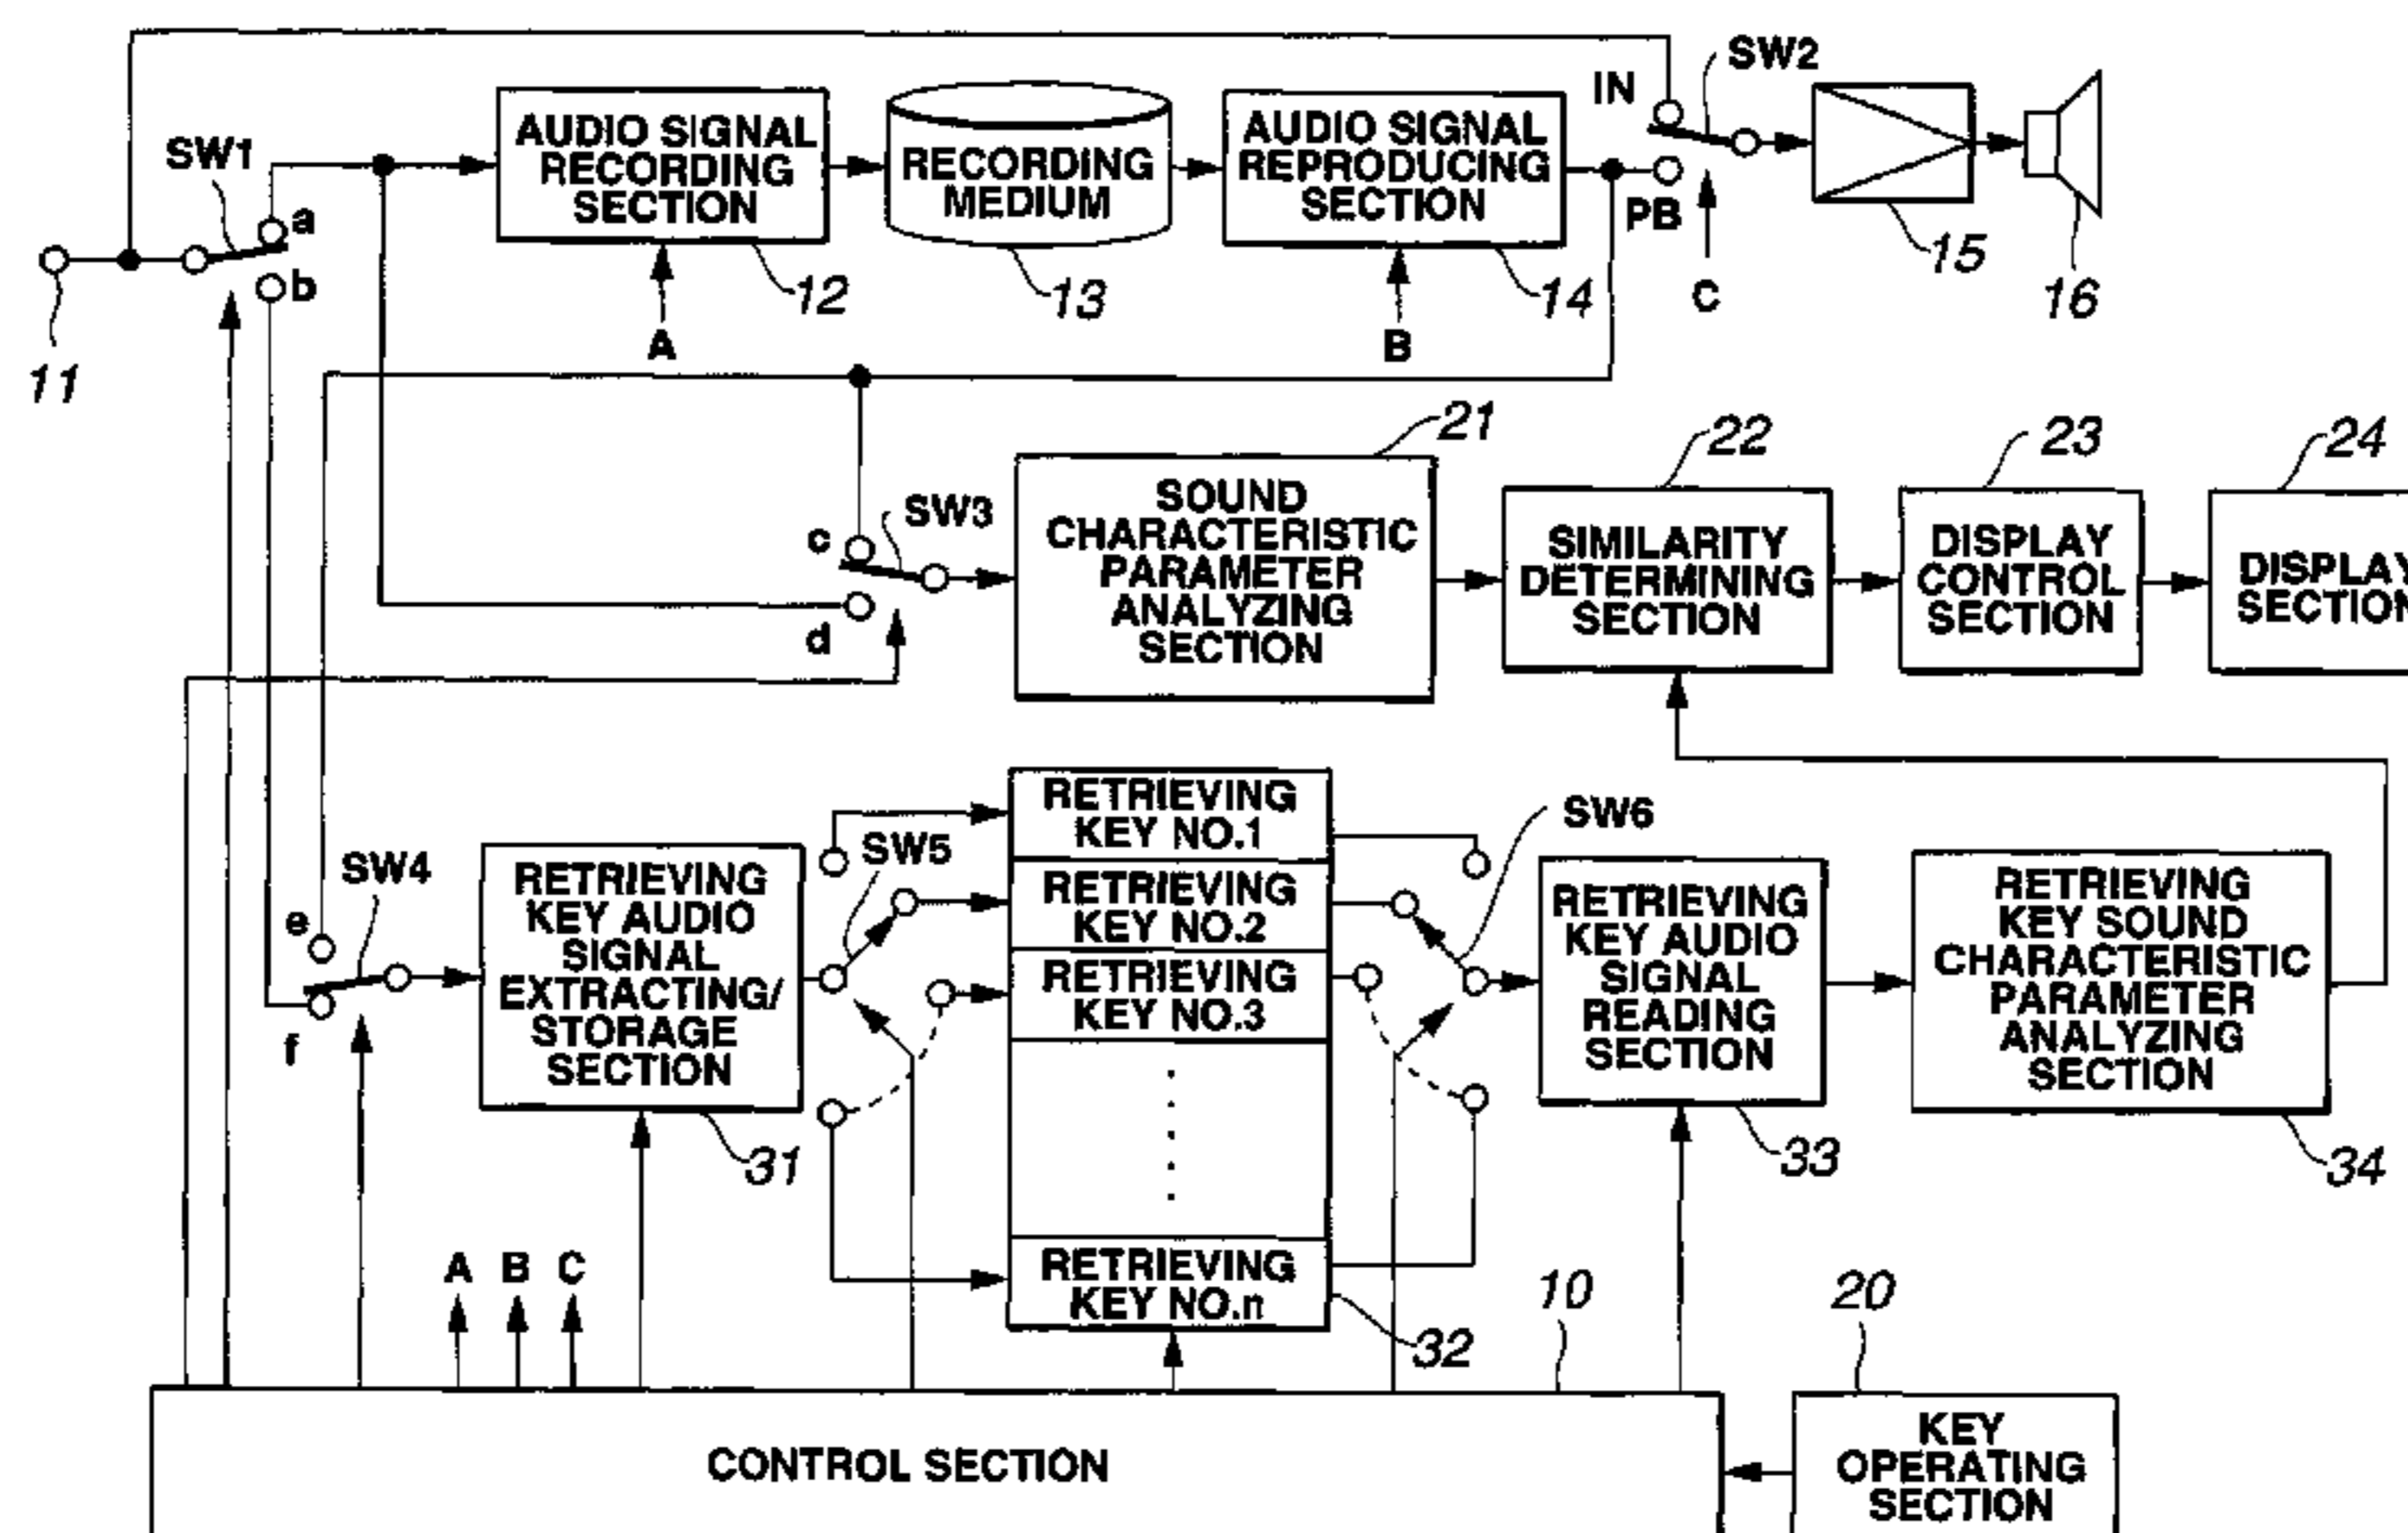 SW2
IN
AUDIO SIGNAL
RECORDING
SECTION
RECORDING
MEDIUM
AUDIO SIGNAL
REPRODUCING
SECTION
SW1
a
b
PB
C
11
12
13
14
15
16
A
B
21
22
23
24
SW3
c
d
SOUND
CHARACTERISTIC
PARAMETER
ANALYZING
SECTION
SIMILARITY
DETERMINING
SECTION
DISPLAY
CONTROL
SECTION
DISPLAY
SECTION
SW4
e
f
RETRIEVING
KEY AUDIO
SIGNAL
EXTRACTING/
STORAGE
SECTION
31
SW5
RETRIEVING
KEY NO.1
RETRIEVING
KEY NO.2
RETRIEVING
KEY NO.3
RETRIEVING
KEY NO.n
32
SW6
RETRIEVING
KEY AUDIO
SIGNAL
READING
SECTION
33
RETRIEVING
KEY SOUND
CHARACTERISTIC
PARAMETER
ANALYZING
SECTION
34
A B C
10
20
CONTROL SECTION
KEY
OPERATING
SECTION